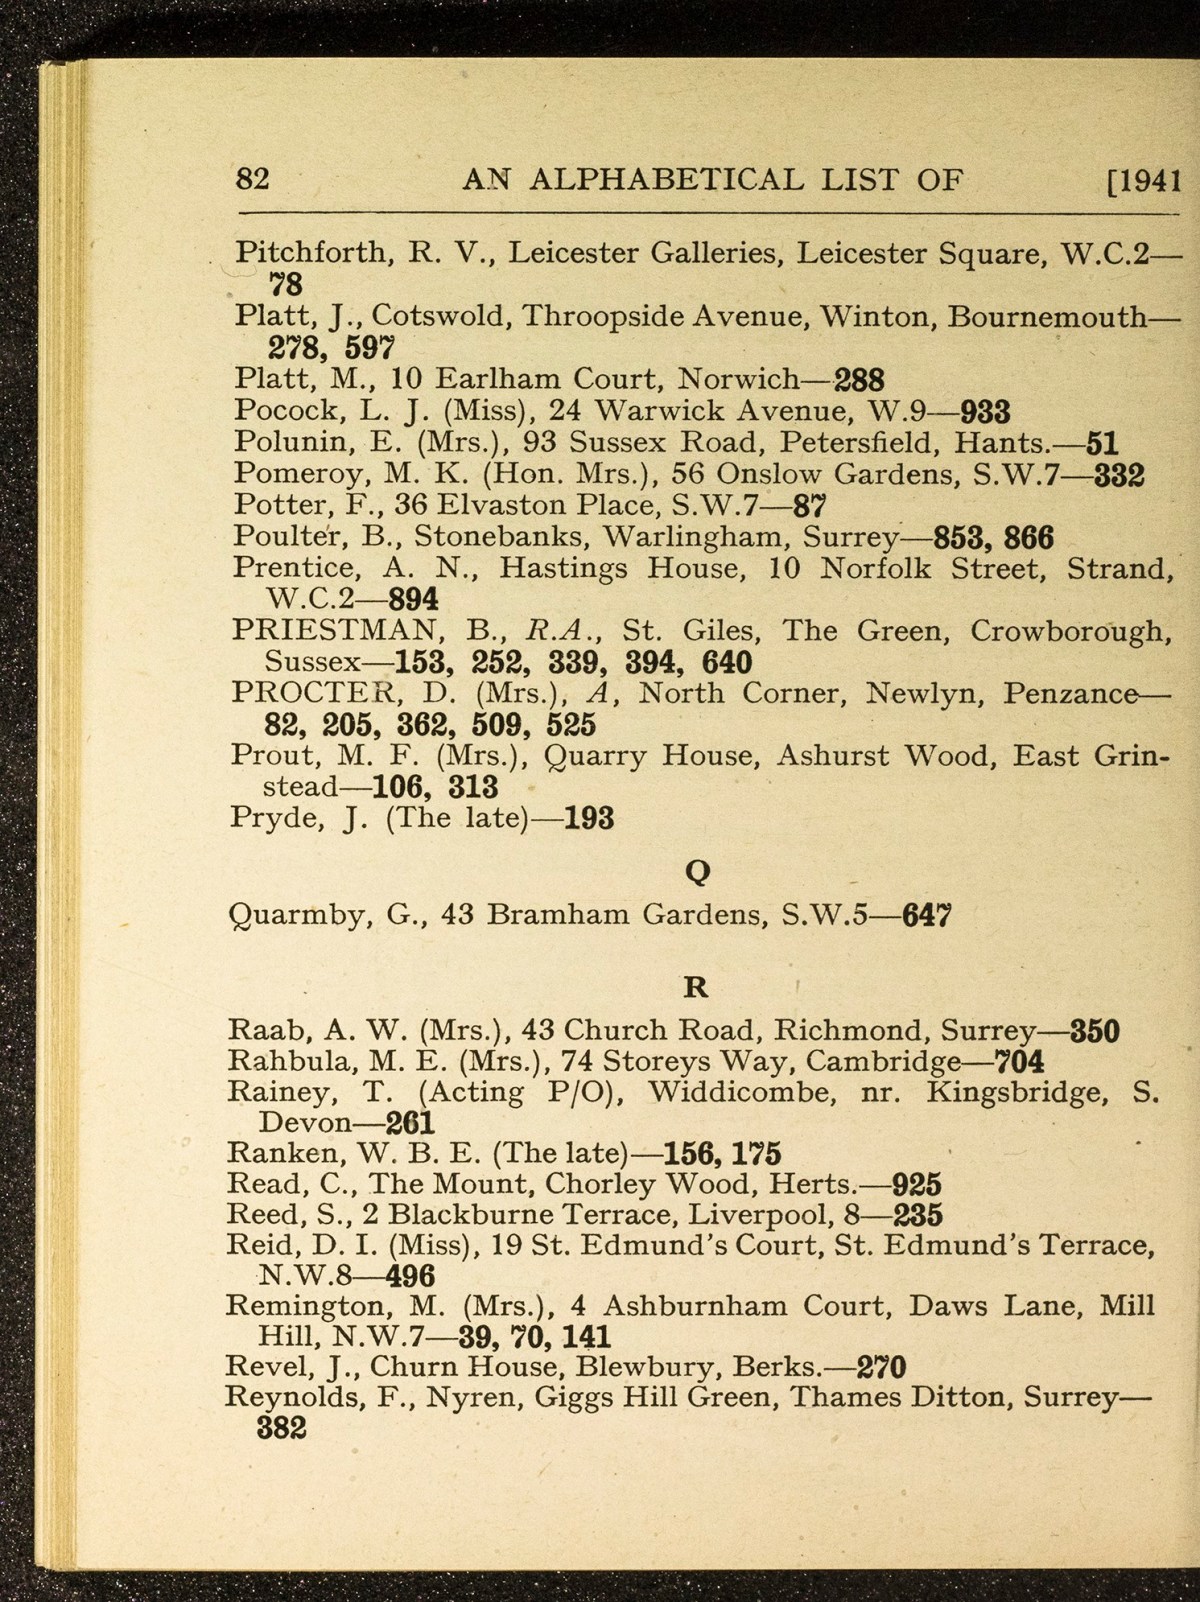 82 AN ALPHABETICAL LIST OF [1941
Pitchforth, R. V., Leicester Galleries, Leicester Square, W.C.2—
78
Platt, J., Cotswold, Throopside Avenue, Winton, Bournemouth—
278, 597
Platt, M., 10 Earlham Court, Norwich—288
Pocock, L. J. (Miss), 24 Warwick Avenue, W.9—933
Polunin, E. (Mrs.), 93 Sussex Road, Petersfield, Hants.—51
Pomeroy, M. K. (Hon. Mrs.), 56 Onslow Gardens, S.W.7—332
Potter, F., 36 Elvaston Place, S.W.7—87
Poulter, B., Stonebanks, Warlingham, Surrey—853, 866
Prentice, A. N., Hastings House, 10 Norfolk Street, Strand,
W.C.2—894
PRIESTMAN, B., R.A., St. Giles, The Green, Crowborough,
Sussex—153, 252, 339, 394, 640
PROCTER, D. (Mrs.), A, North Corner, Newlyn, Penzance—
82, 205, 362, 509, 525
Prout, M. F. (Mrs.), Quarry House, Ashurst Wood, East Grin-
stead—106, 313
Pryde, J. (The late)—193
Q
Quarmby, G., 43 Bramham Gardens, S.W.5—647
R
Raab, A. W. (Mrs.), 43 Church Road, Richmond, Surrey—350
Rahbula, M. E. (Mrs.), 74 Storeys Way, Cambridge—704
Rainey, T. (Acting P/O), Widdicombe, nr. Kingsbridge, S.
Devon—261
Ranken, W. B. E. (The late)—156, 175
Read, C., The Mount, Chorley Wood, Herts.—925
Reed, S., 2 Blackburne Terrace, Liverpool, 8—235
Reid, D. I. (Miss), 19 St. Edmund's Court, St. Edmund's Terrace,
N.W.8—496
Remington, M. (Mrs.), 4 Ashburnham Court, Daws Lane, Mill
Hill, N.W.7—39, 70, 141
Revel, J., Churn House, Blewbury, Berks.—270
Reynolds, F., Nyren, Giggs Hill Green, Thames Ditton, Surrey—
382